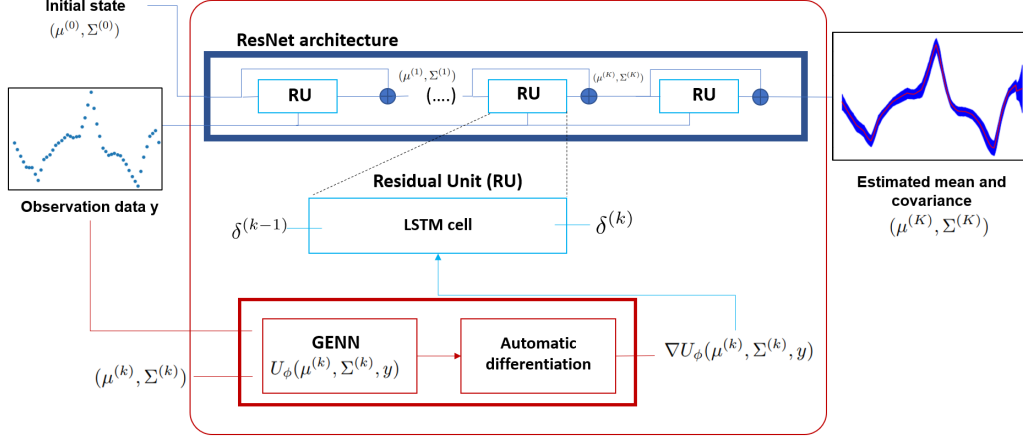 Initial state
(μ^(0), Σ^(0))
ResNet architecture
RU
(μ^(1), Σ^(1))
(....)
RU
(μ^(K), Σ^(K))
RU
Observation data y
Estimated mean and
covariance
(μ^(K), Σ^(K))
Residual Unit (RU)
δ^(k−1)
LSTM cell
δ^(k)
GENN
U_ϕ(μ^(k), Σ^(k), y)
Automatic
differentiation
∇U_ϕ(μ^(k), Σ^(k), y)
(μ^(k), Σ^(k))